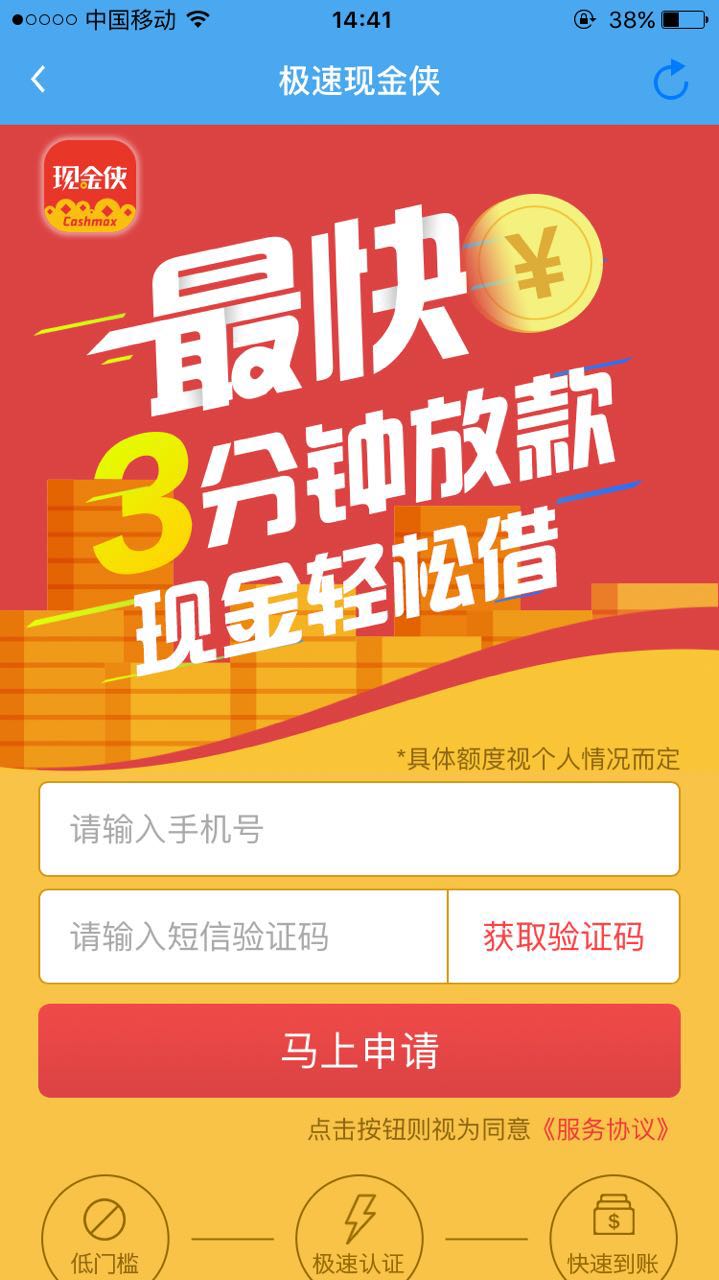 中国移动
14:41
38%
极速现金侠
现金侠
Cashmax
最快
¥
3分钟放款
现金轻松借
*具体额度视个人情况而定
请输入手机号
请输入短信验证码
获取验证码
马上申请
点击按钮则视为同意《服务协议》
$
低门槛
极速认证
快速到账